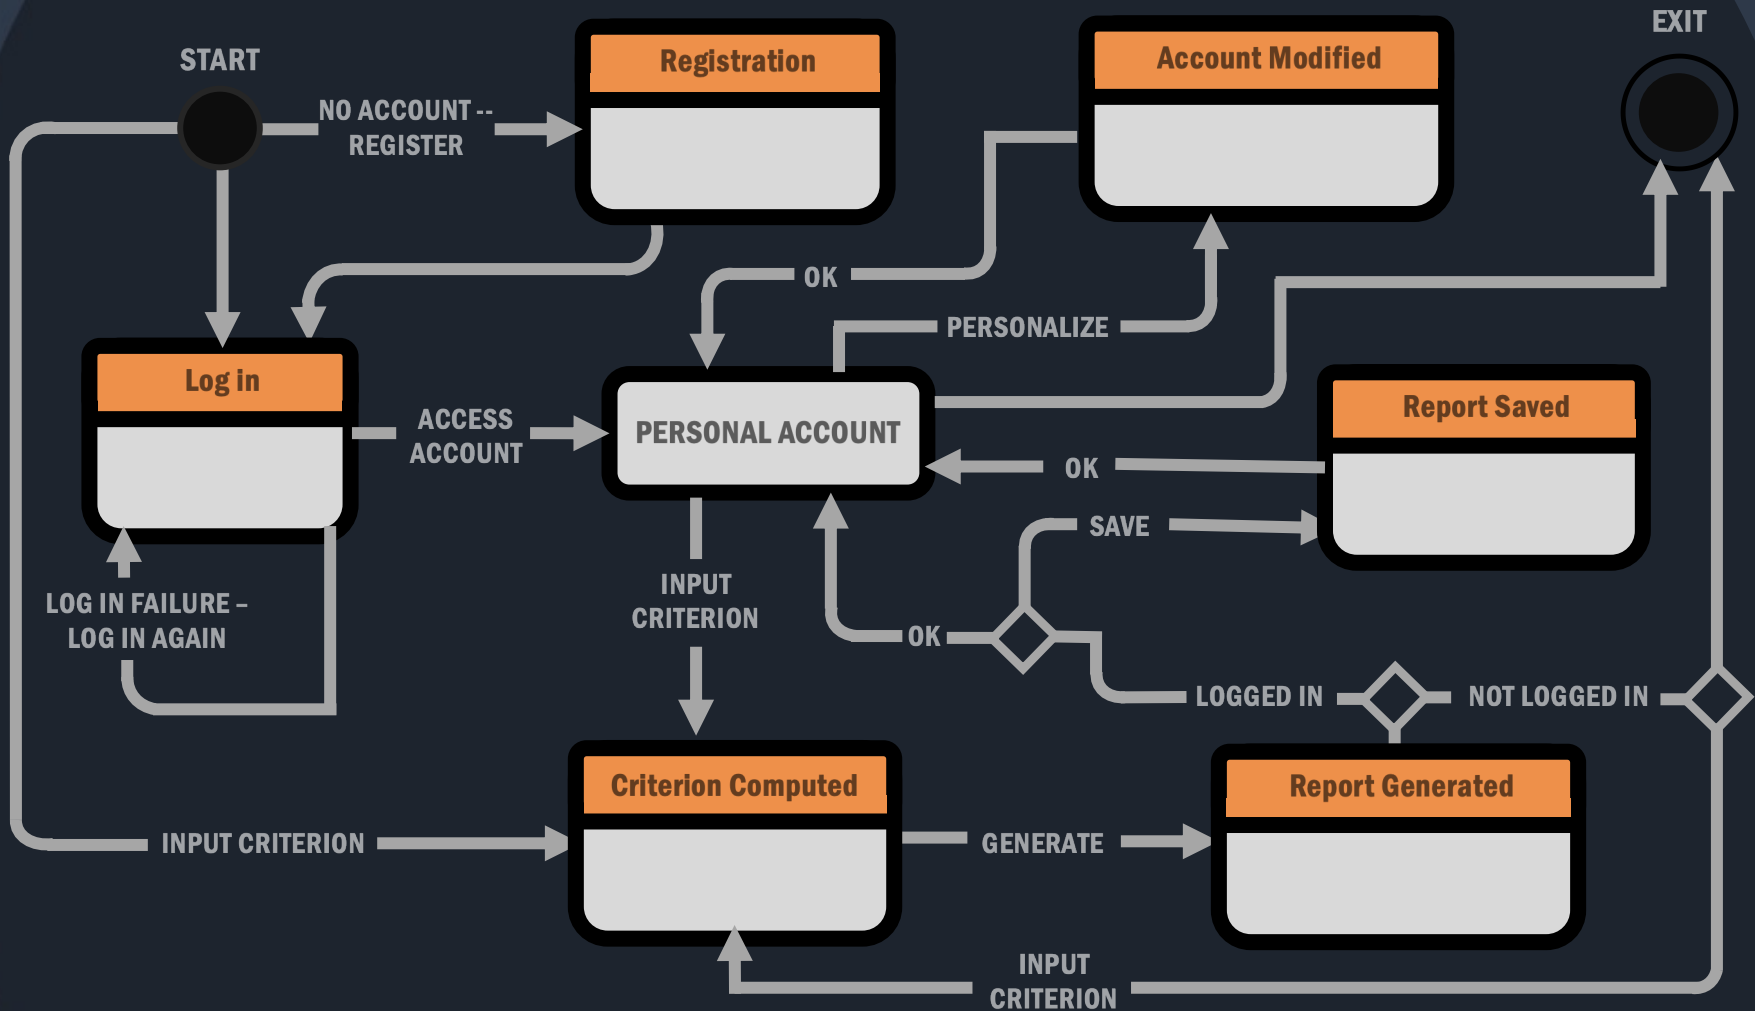 EXIT
START
Registration
Account Modified
NO ACCOUNT --
REGISTER
OK
PERSONALIZE
Log in
ACCESS
ACCOUNT
PERSONAL ACCOUNT
Report Saved
OK
SAVE
INPUT
CRITERION
LOG IN FAILURE –
LOG IN AGAIN
OK
LOGGED IN
NOT LOGGED IN
Criterion Computed
Report Generated
INPUT CRITERION
GENERATE
INPUT
CRITERION